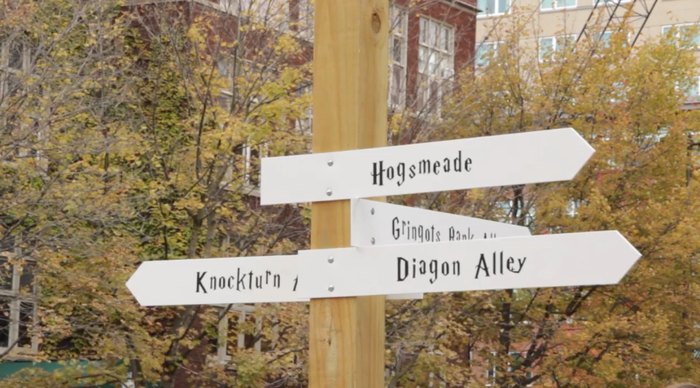 Hogsmeade
Gringots Bank
Diagon Alley
Knockturn